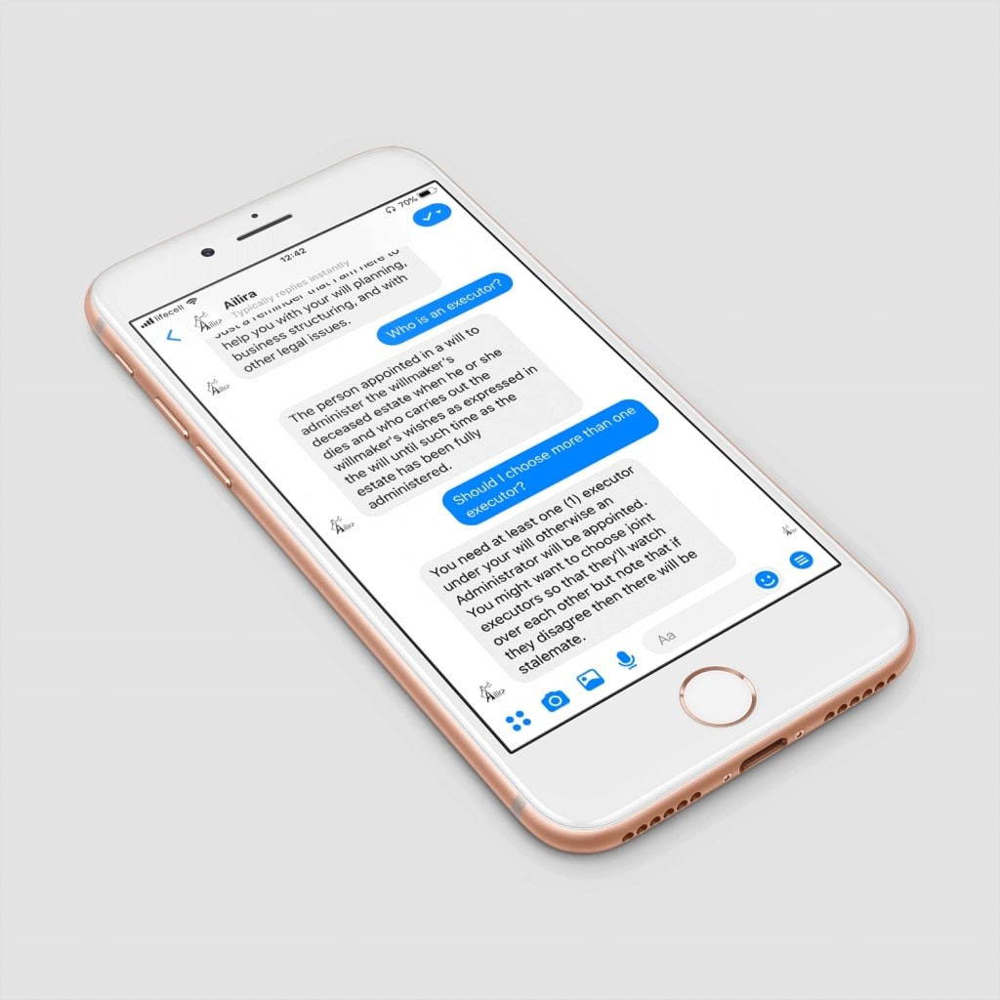 lifecell
12:42
70%
Ailira
Typically replies instantly
Just a reminder that I am here to
help you with your will planning,
business structuring, and with
other legal issues.
Ailira
Who is an executor?
The person appointed in a will to
administer the willmaker's
deceased estate when he or she
dies and who carries out the
willmaker's wishes as expressed in
the will until such time as the
estate has been fully
administered.
Ailira
Should I choose more than one
executor?
You need at least one (1) executor
under your will otherwise an
Administrator will be appointed.
You might want to choose joint
executors so that they'll watch
over each other but note that if
they disagree then there will be
stalemate.
Ailira
Aa